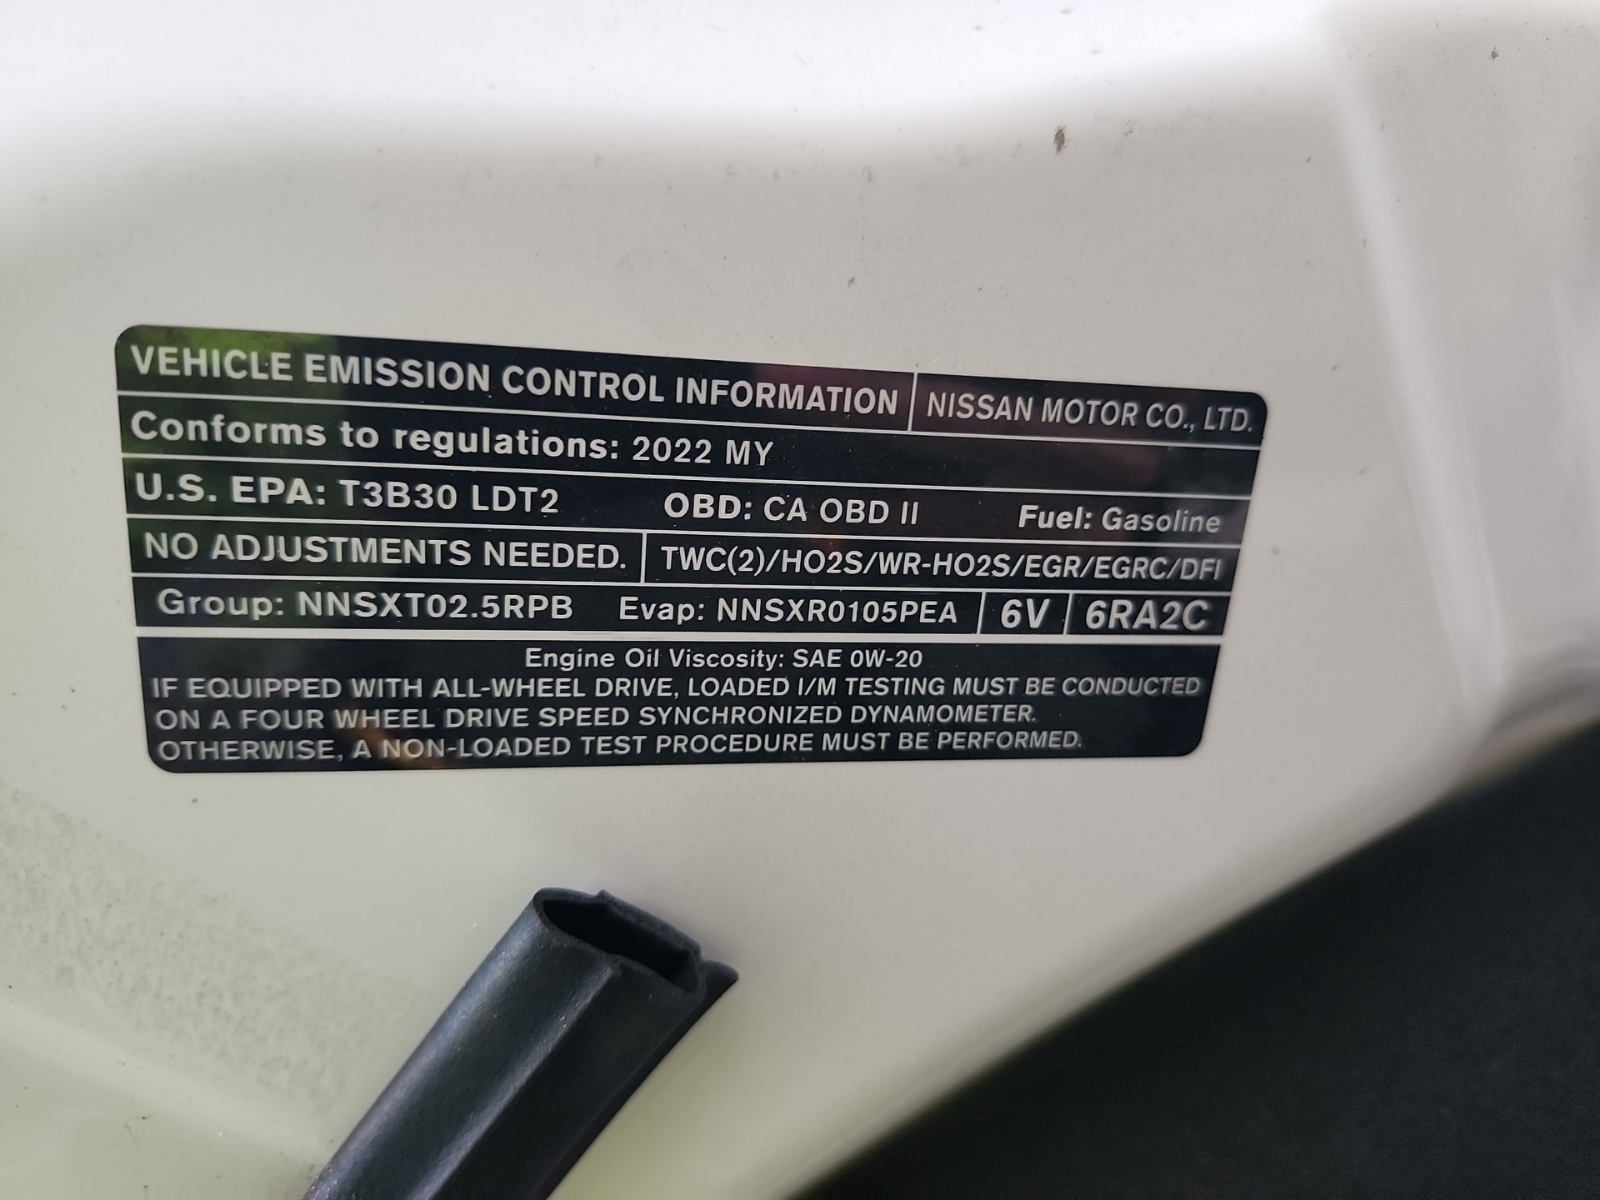 VEHICLE EMISSION CONTROL INFORMATION NISSAN MOTOR CO., LTD.
Conforms to regulations: 2022 MY
U.S. EPA: T3B30 LDT2 OBD: CA OBD II Fuel: Gasoline
NO ADJUSTMENTS NEEDED. TWC(2)/HO2S/WR-HO2S/EGR/EGRC/DFI
Group: NNSXT02.5RPB Evap: NNSXR0105PEA 6V 6RA2C
Engine Oil Viscosity: SAE 0W-20
IF EQUIPPED WITH ALL-WHEEL DRIVE, LOADED I/M TESTING MUST BE CONDUCTED
ON A FOUR WHEEL DRIVE SPEED SYNCHRONIZED DYNAMOMETER.
OTHERWISE, A NON-LOADED TEST PROCEDURE MUST BE PERFORMED.